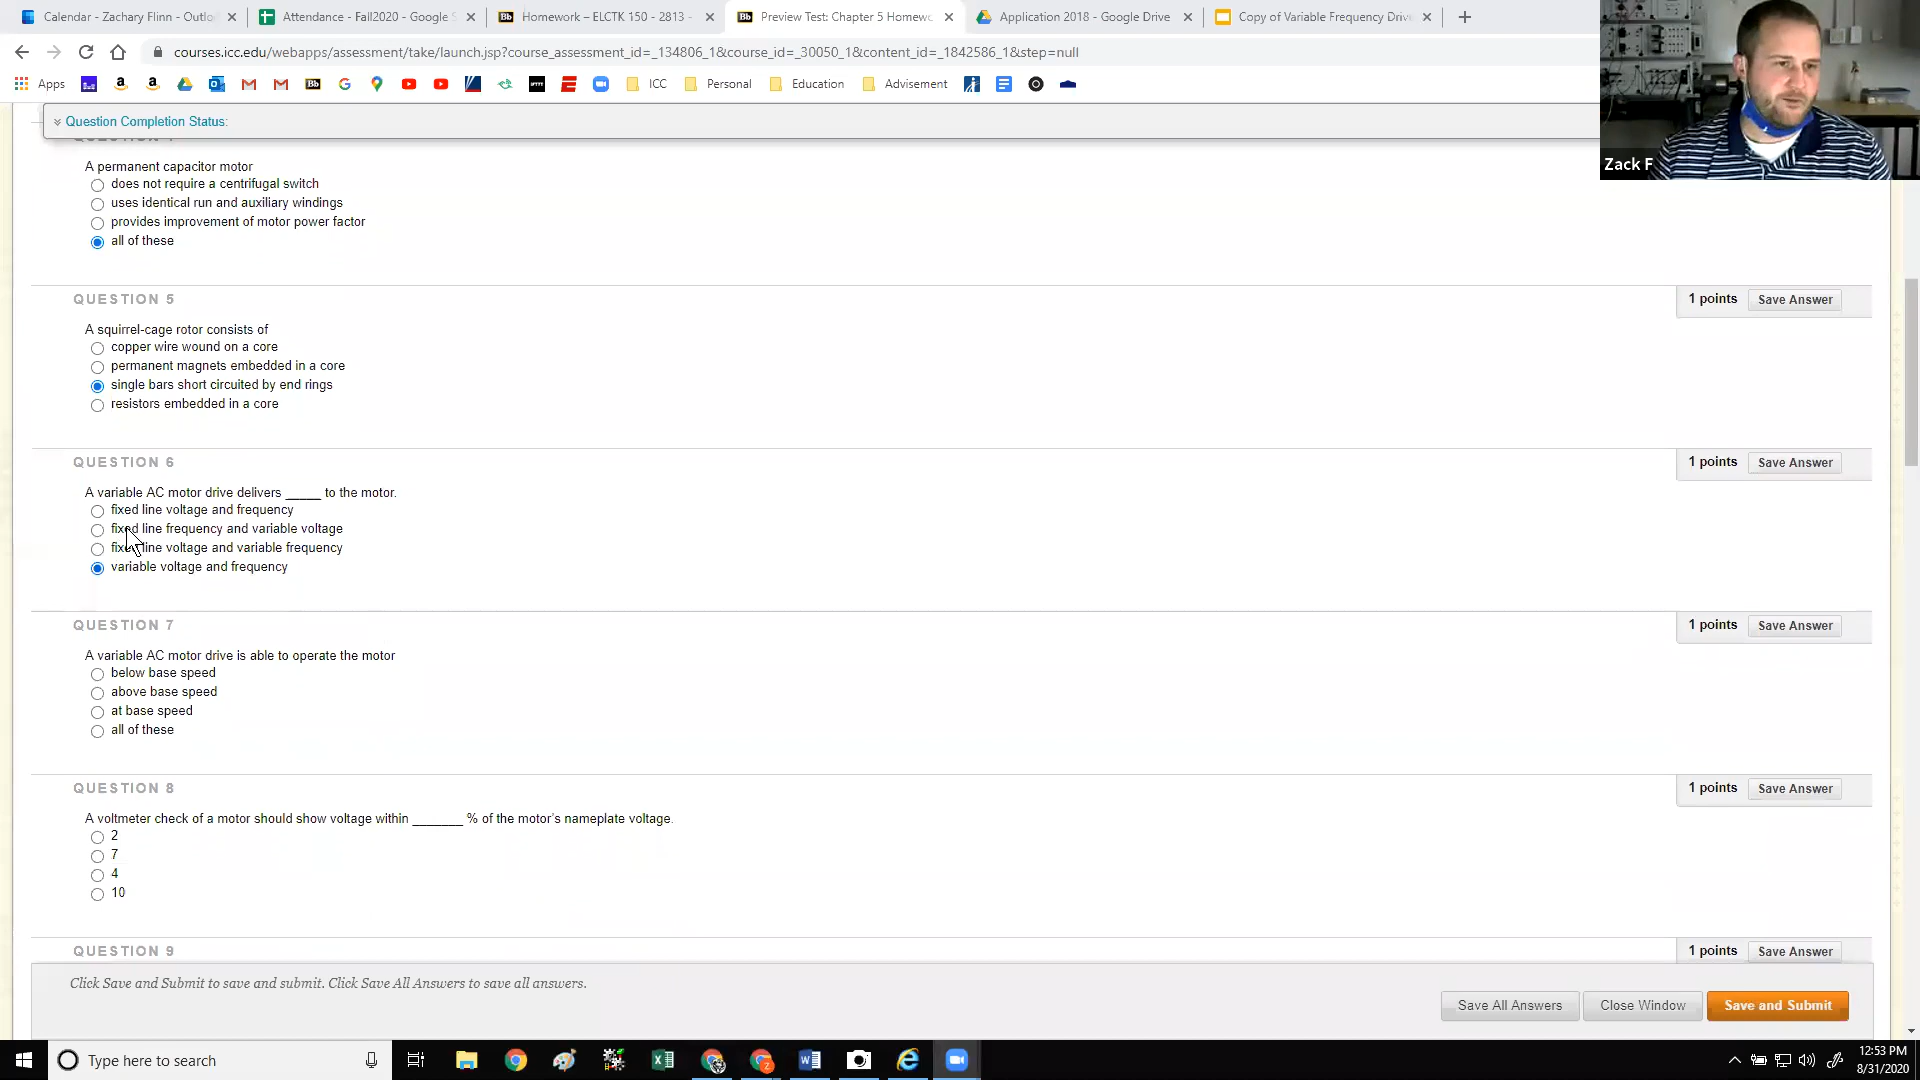 Calendar - Zachary Flinn - Outlo
Attendance - Fall2020 - Google S
Homework – ELCTK 150 - 2813 -
Preview Test: Chapter 5 Homewo
Application 2018 - Google Drive
Copy of Variable Frequency Driv
courses.icc.edu/webapps/assessment/take/launch.jsp?course_assessment_id=_134806_1&course_id=_30050_1&content_id=_1842586_1&step=null
Apps
ICC
Personal
Education
Advisement
Zack F
Question Completion Status:
A permanent capacitor motor
does not require a centrifugal switch
uses identical run and auxiliary windings
provides improvement of motor power factor
all of these
QUESTION 5
1 points
Save Answer
A squirrel-cage rotor consists of
copper wire wound on a core
permanent magnets embedded in a core
single bars short circuited by end rings
resistors embedded in a core
QUESTION 6
1 points
Save Answer
A variable AC motor drive delivers _____ to the motor.
fixed line voltage and frequency
fixed line frequency and variable voltage
fixed line voltage and variable frequency
variable voltage and frequency
QUESTION 7
1 points
Save Answer
A variable AC motor drive is able to operate the motor
below base speed
above base speed
at base speed
all of these
QUESTION 8
1 points
Save Answer
A voltmeter check of a motor should show voltage within _______ % of the motor's nameplate voltage.
2
7
4
10
QUESTION 9
1 points
Save Answer
Click Save and Submit to save and submit. Click Save All Answers to save all answers.
Save All Answers
Close Window
Save and Submit
Type here to search
12:53 PM
8/31/2020